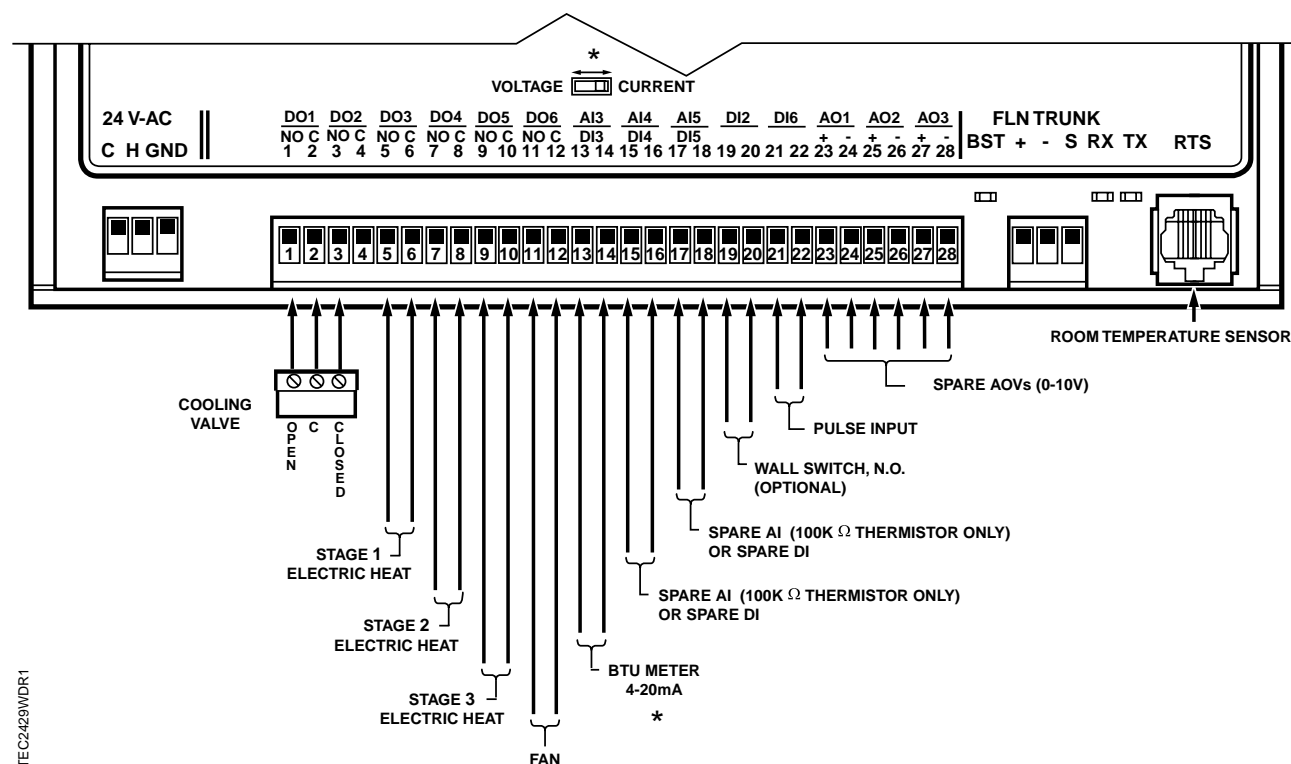 *
VOLTAGE CURRENT
24 V-AC
C H GND
DO1 DO2 DO3 DO4 DO5 DO6 AI3 AI4 AI5 DI2 DI6 AO1 AO2 AO3
NO C NO C NO C NO C NO C NO C DI3 DI4 DI5 + - + - + -
1 2 3 4 5 6 7 8 9 10 11 12 13 14 15 16 17 18 19 20 21 22 23 24 25 26 27 28
FLN TRUNK
BST + - S RX TX RTS
1 2 3 4 5 6 7 8 9 10 11 12 13 14 15 16 17 18 19 20 21 22 23 24 25 26 27 28
ROOM TEMPERATURE SENSOR
SPARE AOVs (0-10V)
COOLING
VALVE
OPEN
C
CLOSED
PULSE INPUT
WALL SWITCH, N.O.
(OPTIONAL)
SPARE AI (100K Ω THERMISTOR ONLY)
OR SPARE DI
STAGE 1
ELECTRIC HEAT
SPARE AI (100K Ω THERMISTOR ONLY)
OR SPARE DI
STAGE 2
ELECTRIC HEAT
BTU METER
4-20mA
*
STAGE 3
ELECTRIC HEAT
FAN
TEC2429WDR1